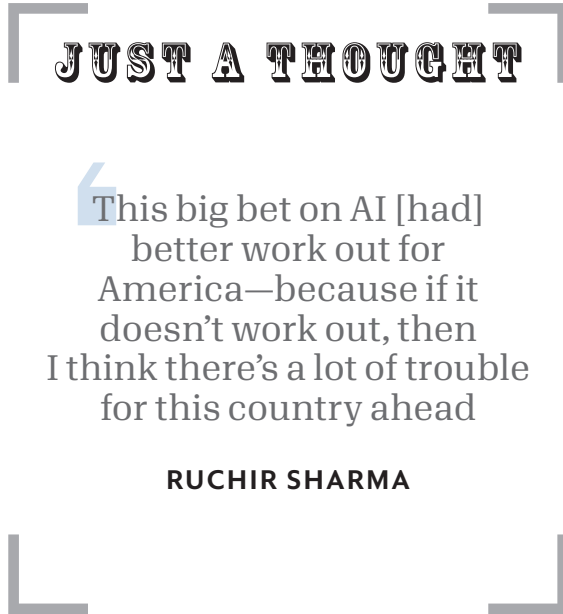 JUST A THOUGHT
‘This big bet on AI [had]
better work out for
America—because if it
doesn’t work out, then
I think there’s a lot of trouble
for this country ahead
RUCHIR SHARMA